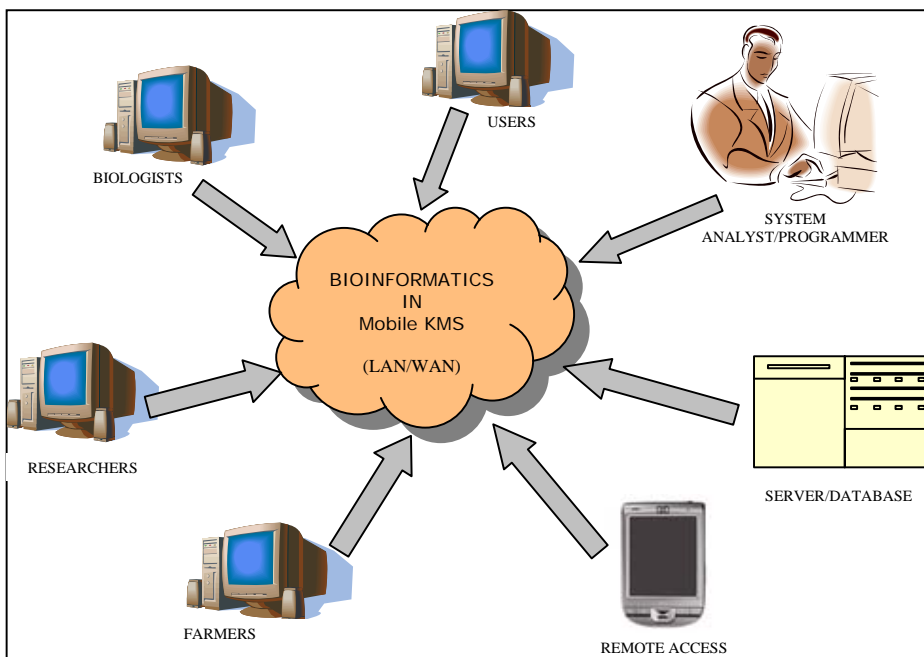 USERS
BIOLOGISTS
SYSTEM
ANALYST/PROGRAMMER
BIOINFORMATICS
IN
Mobile KMS
(LAN/WAN)
RESEARCHERS
SERVER/DATABASE
FARMERS
REMOTE ACCESS